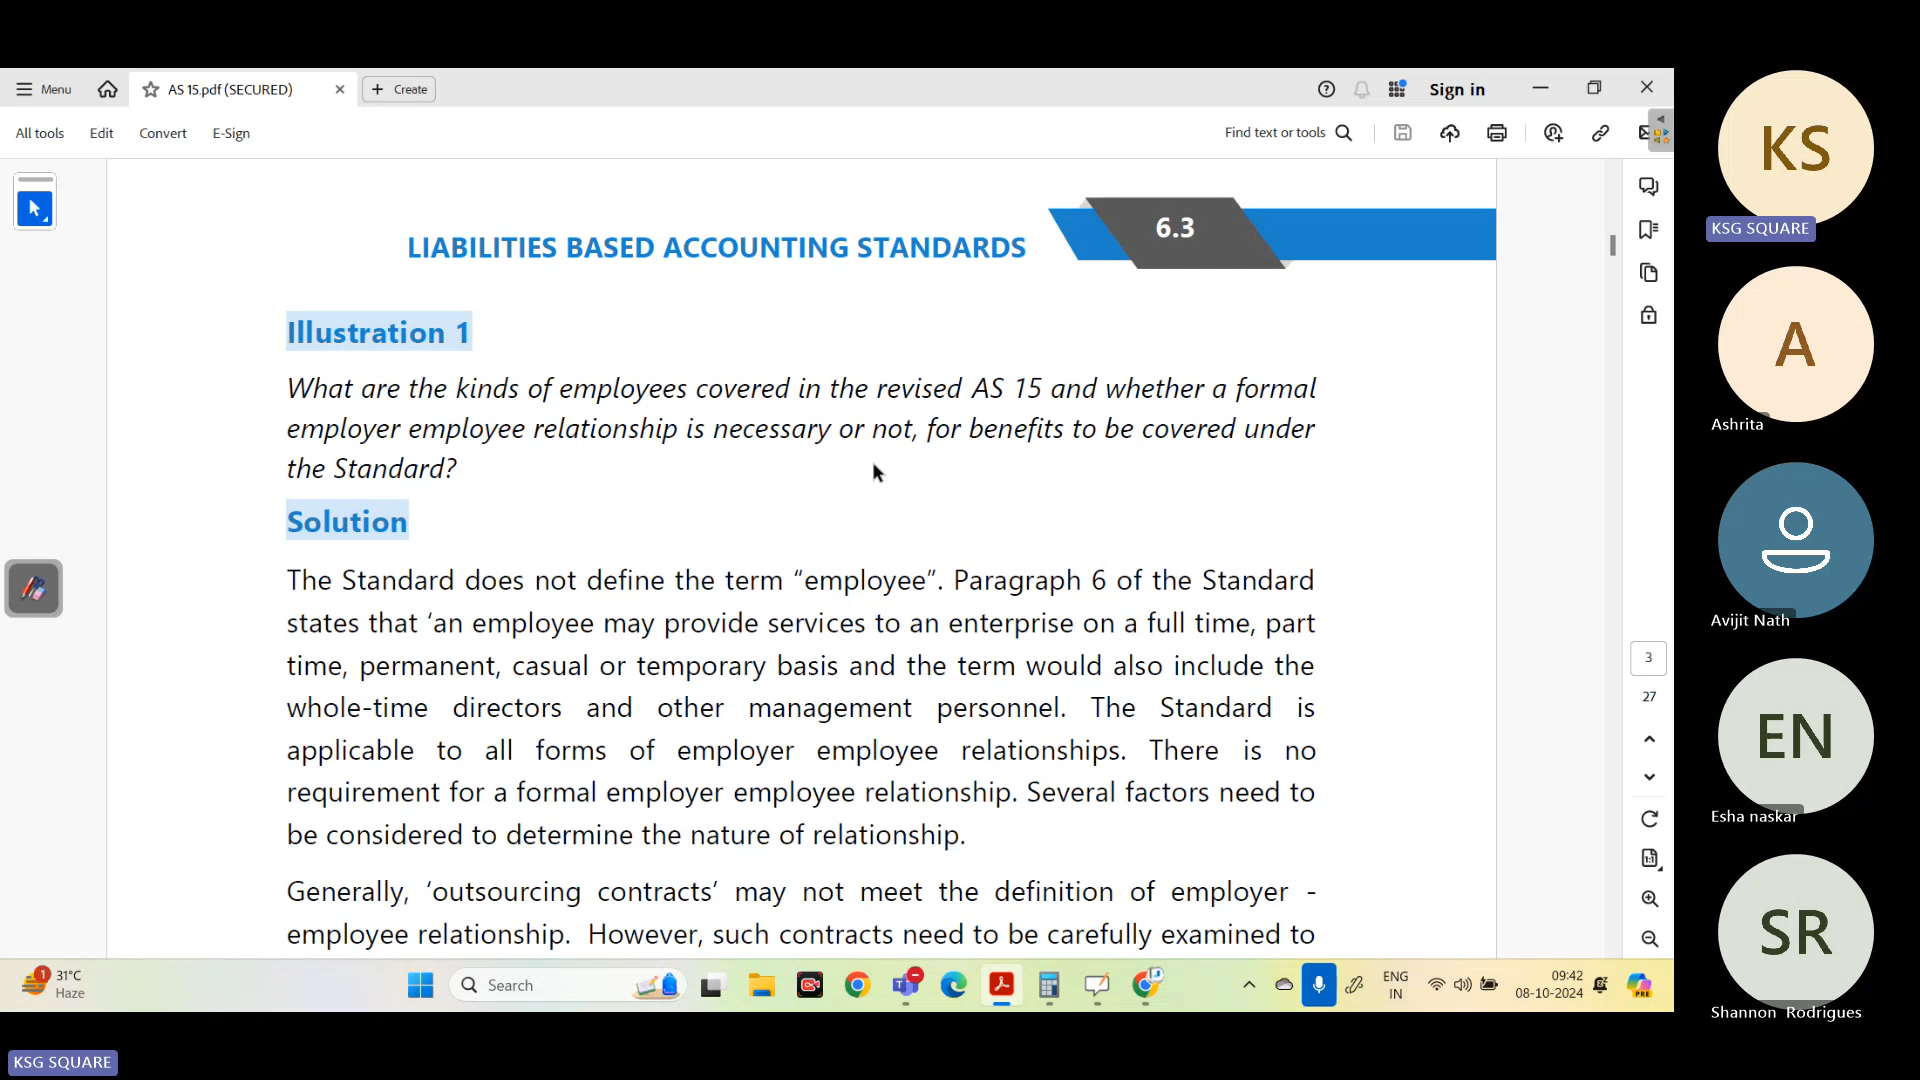 Menu
AS 15.pdf (SECURED)
Create
Sign in
All tools
Edit
Convert
E-Sign
Find text or tools
LIABILITIES BASED ACCOUNTING STANDARDS
6.3
Illustration 1
What are the kinds of employees covered in the revised AS 15 and whether a formal
employer employee relationship is necessary or not, for benefits to be covered under
the Standard?
Solution
The Standard does not define the term “employee”. Paragraph 6 of the Standard
states that ‘an employee may provide services to an enterprise on a full time, part
time, permanent, casual or temporary basis and the term would also include the
whole-time directors and other management personnel. The Standard is
applicable to all forms of employer employee relationships. There is no
requirement for a formal employer employee relationship. Several factors need to
be considered to determine the nature of relationship.
Generally, ‘outsourcing contracts’ may not meet the definition of employer -
employee relationship. However, such contracts need to be carefully examined to
3
27
1
31°C
Haze
Search
ENG
IN
09:42
08-10-2024
PRE
KS
KSG SQUARE
A
Ashrita
Avijit Nath
EN
Esha naskar
SR
Shannon Rodrigues
KSG SQUARE